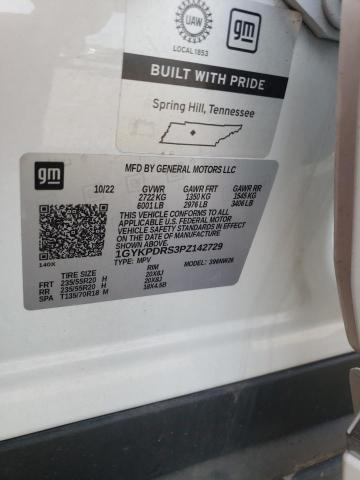 UAW
LOCAL 1853
gm
BUILT WITH PRIDE
Spring Hill, Tennessee
gm
MFD BY GENERAL MOTORS LLC
10/22 GVWR GAWR FRT GAWR RR
2722 KG 1350 KG 1545 KG
6001 LB 2976 LB 3406 LB
THIS VEHICLE CONFORMS TO ALL APPLICABLE
U.S. FEDERAL MOTOR VEHICLE SAFETY STANDARDS IN
EFFECT ON THE DATE OF MANUFACTURE SHOWN ABOVE.
1GYKPDRS3PZ142729
TYPE: MPV MODEL:
140X
TIRE SIZE RIM
FRT 235/55R20 H 20X8J
RR 235/55R20 H 20X8J
SPA T135/70R18 M 18X4.5B